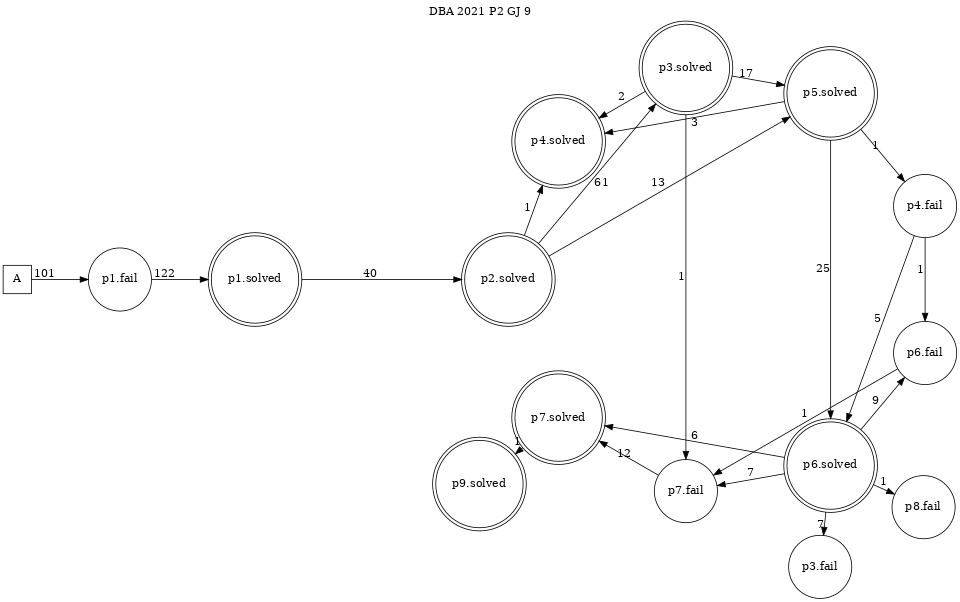 DBA 2021 P2 GJ 9
p3.solved
17
p5.solved
2
3
p4.solved
1
61
13
1
p4.fail
A
101
p1.fail
122
p1.solved
40
p2.solved
1
25
1
5
p6.fail
9
1
p7.solved
6
1
12
7
p6.solved
1
p9.solved
p7.fail
p8.fail
7
p3.fail